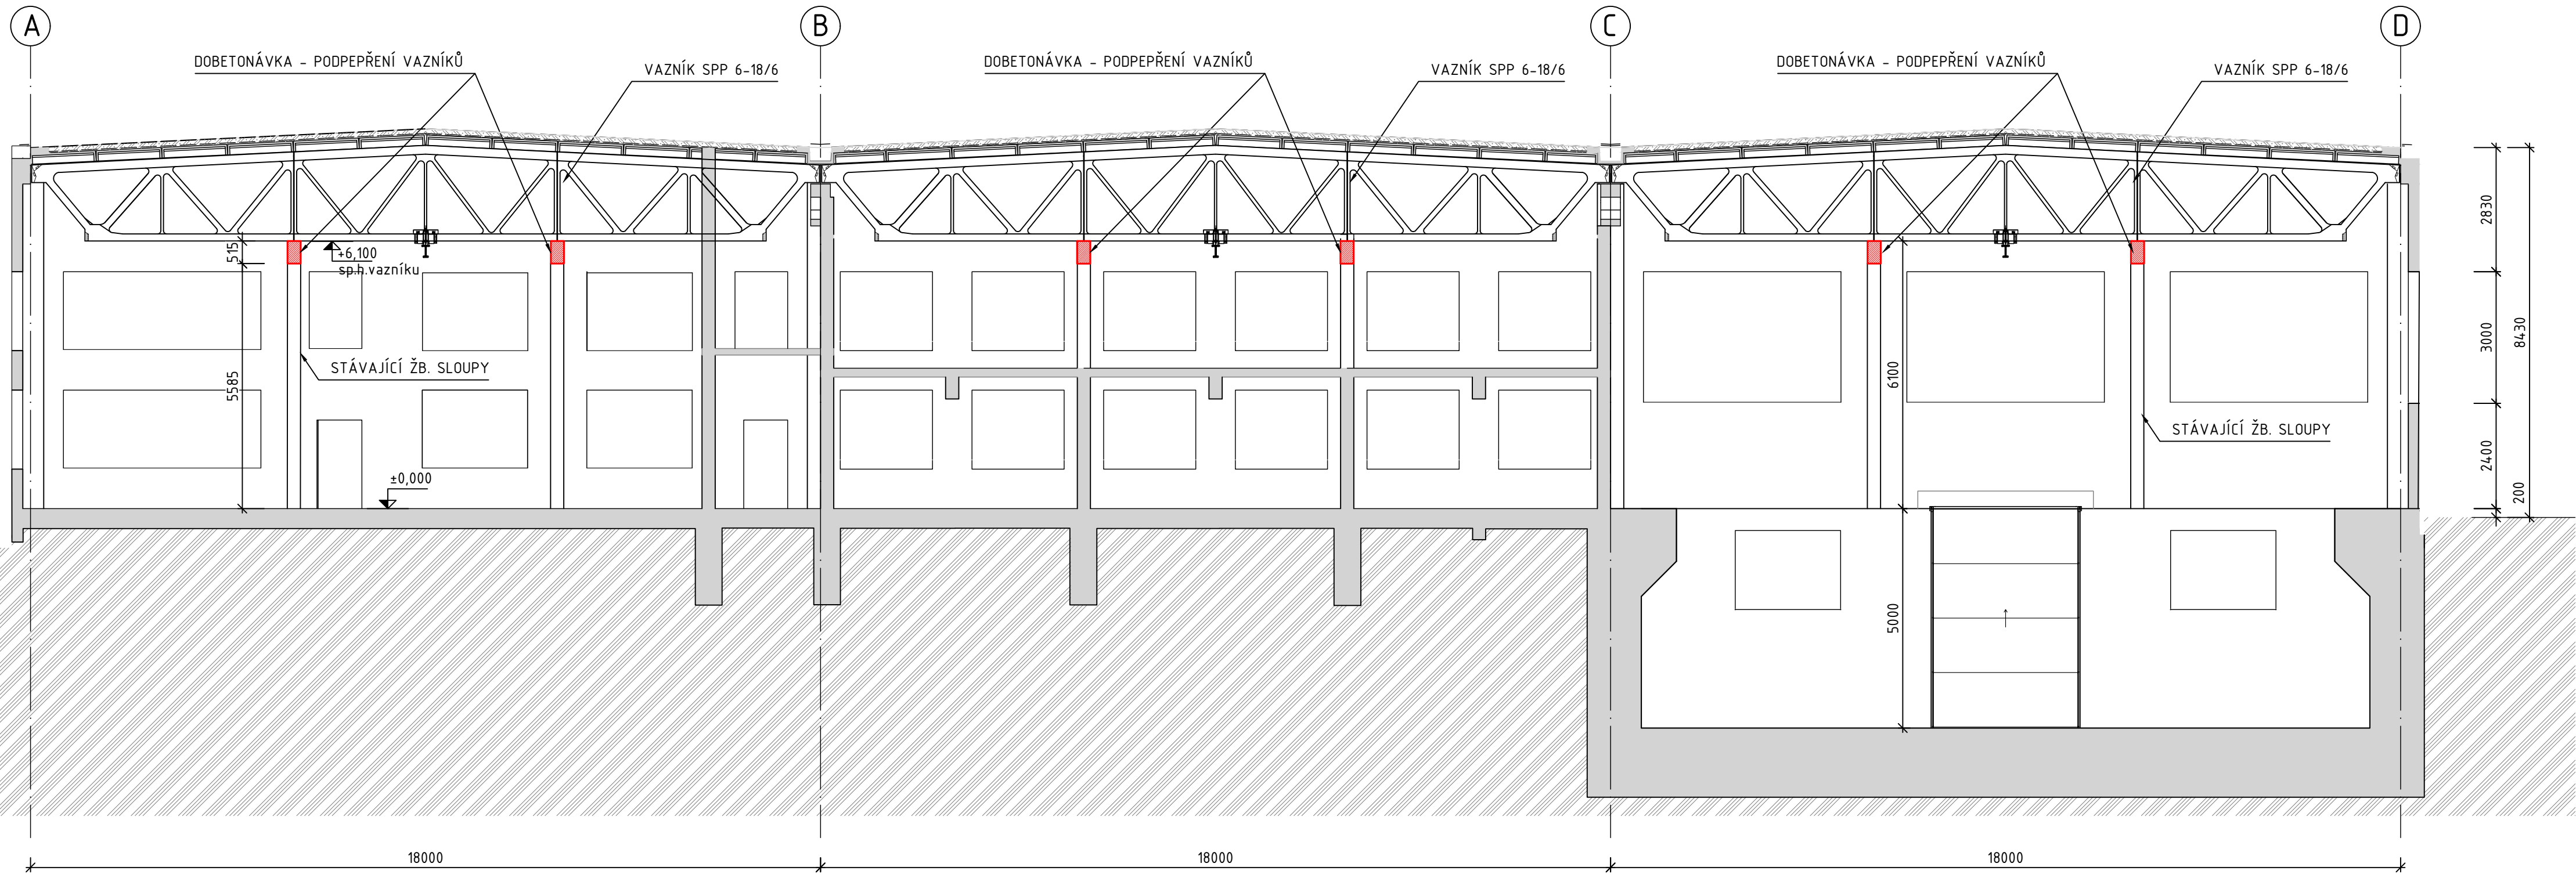 A
B
C
D
DOBETONÁVKA - PODPEPŘENÍ VAZNÍKŮ
VAZNÍK SPP 6-18/6
DOBETONÁVKA - PODPEPŘENÍ VAZNÍKŮ
VAZNÍK SPP 6-18/6
DOBETONÁVKA - PODPEPŘENÍ VAZNÍKŮ
VAZNÍK SPP 6-18/6
515
+6,100
sp.h.vazníku
5585
STÁVAJÍCÍ ŽB. SLOUPY
±0,000
6100
STÁVAJÍCÍ ŽB. SLOUPY
5000
2830
3000
2400
8430
200
18000
18000
18000